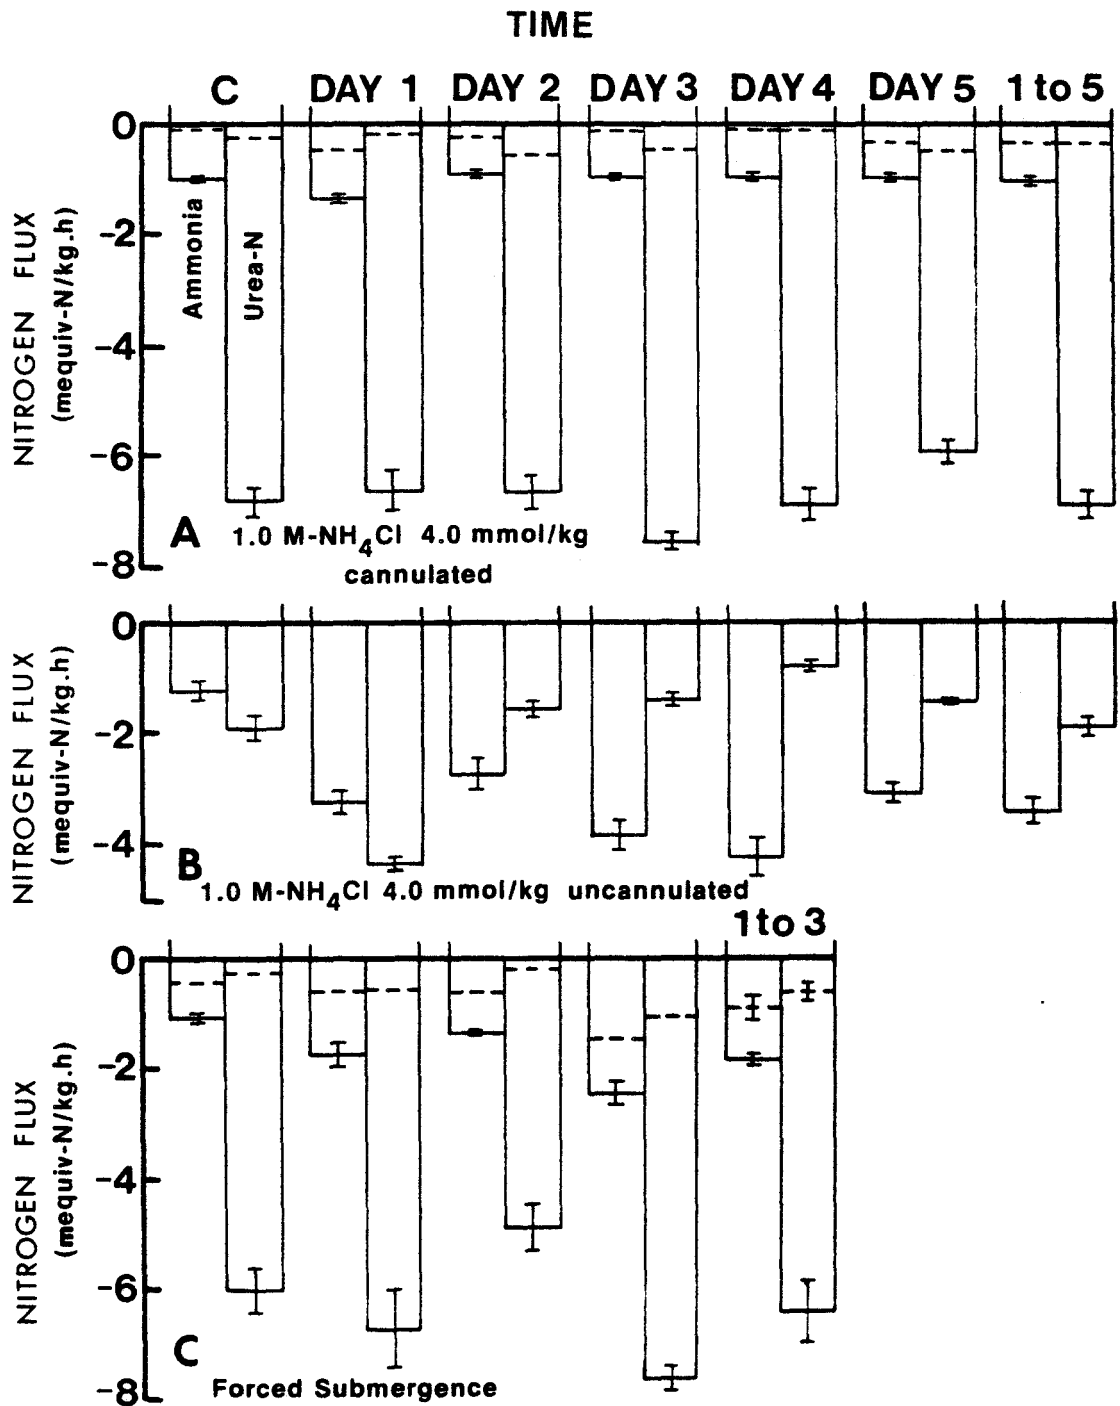 TIME
C DAY 1 DAY 2 DAY 3 DAY 4 DAY 5 1 to 5
0
-2
-4
-6
-8
NITROGEN FLUX
(mequiv-N/kg.h)
Ammonia
Urea-N
A 1.0 M-NH4Cl 4.0 mmol/kg
cannulated
0
-2
-4
NITROGEN FLUX
(mequiv-N/kg.h)
B
1.0 M-NH4Cl 4.0 mmol/kg uncannulated
1 to 3
0
-2
-4
-6
-8
NITROGEN FLUX
(mequiv-N/kg.h)
C
Forced Submergence